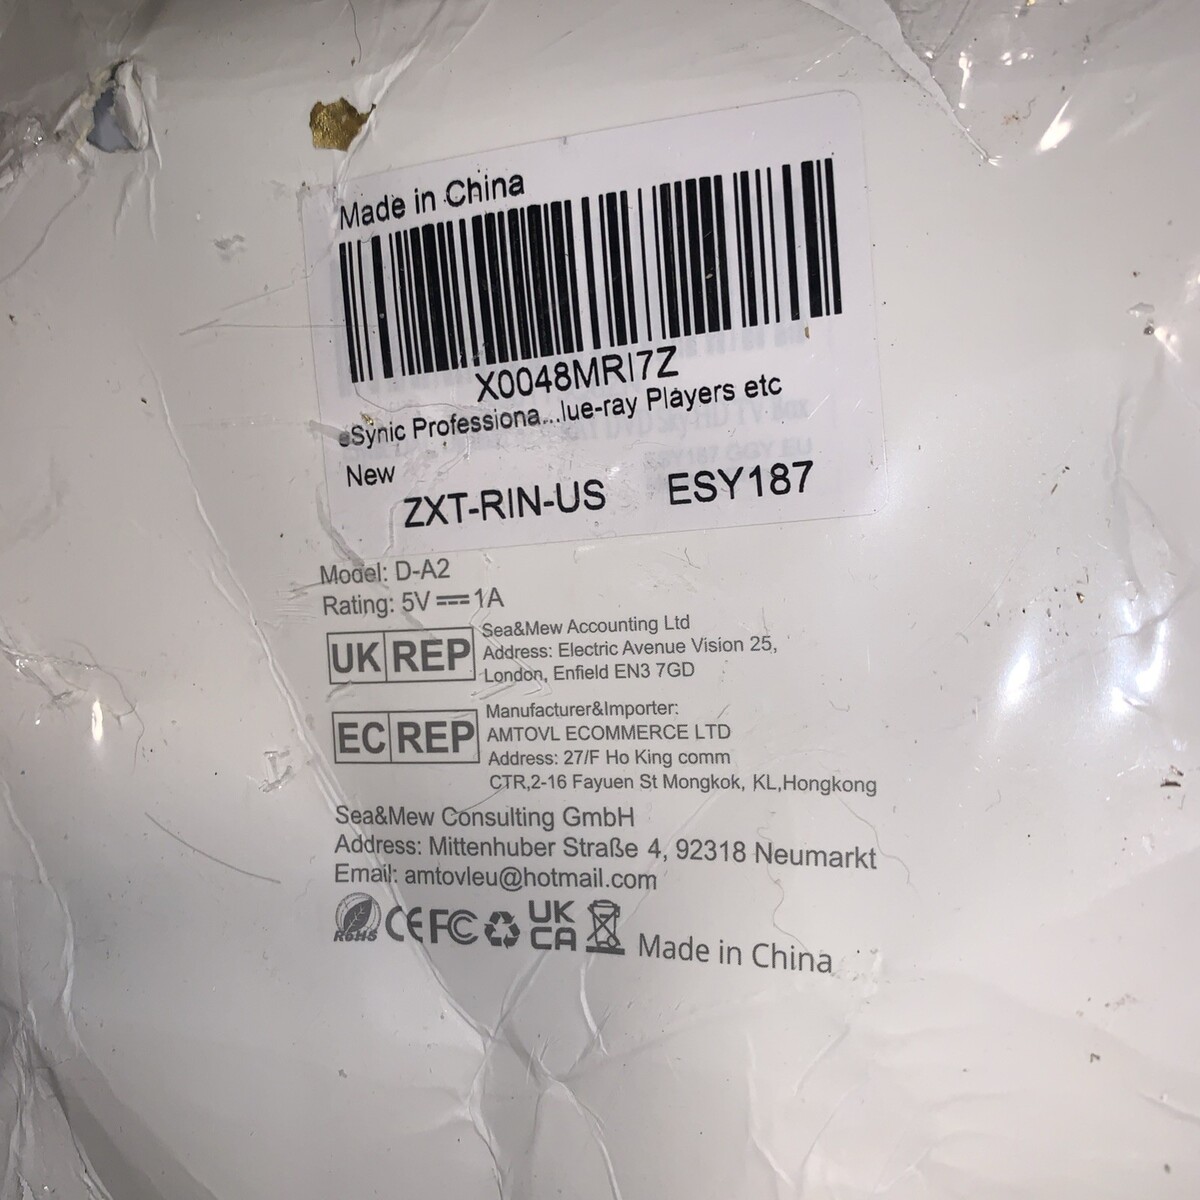 Made in China
X0048MRI7Z
eSynic Professiona...lue-ray Players etc
New
ZXT-RIN-US ESY187
Model: D-A2
Rating: 5V⎓1A
UK REP
Sea&Mew Accounting Ltd
Address: Electric Avenue Vision 25,
London, Enfield EN3 7GD
EC REP
Manufacturer&Importer:
AMTOVL ECOMMERCE LTD
Address: 27/F Ho King comm
CTR,2-16 Fayuen St Mongkok, KL,Hongkong
Sea&Mew Consulting GmbH
Address: Mittenhuber Straße 4, 92318 Neumarkt
Email: amtovleu@hotmail.com
RoHS CE FC UK CA Made in China